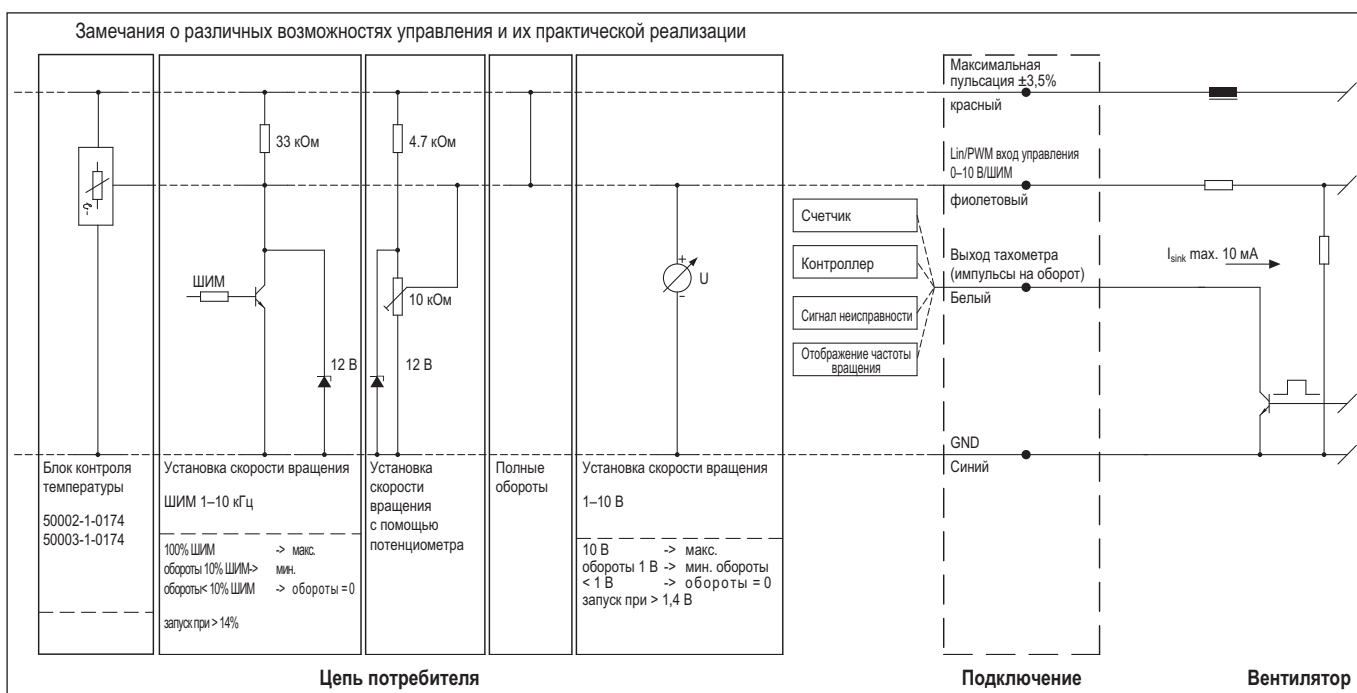 Замечания о различных возможностях управления и их практической реализации
33 кОм
ШИМ
12 В
4.7 кОм
10 кОм
12 В
+
U
-
Счетчик
Контроллер
Сигнал неисправности
Отображение частоты
вращения
Максимальная
пульсация ±3,5%
красный
Lin/PWM вход управления
0–10 В/ШИМ
фиолетовый
Выход тахометра
(импульсы на оборот)
Белый
GND
Синий
Isink max. 10 мА
Блок контроля
температуры
50002-1-0174
50003-1-0174
Установка скорости вращения
ШИМ 1–10 кГц
100% ШИМ -> макс.
обороты 10% ШИМ-> мин.
обороты< 10% ШИМ -> обороты = 0
запуск при > 14%
Установка
скорости
вращения
с помощью
потенциометра
Полные
обороты
Установка скорости вращения
1–10 В
10 В -> макс.
обороты 1 В -> мин. обороты
< 1 В -> обороты = 0
запуск при > 1,4 В
Цепь потребителя
Подключение
Вентилятор